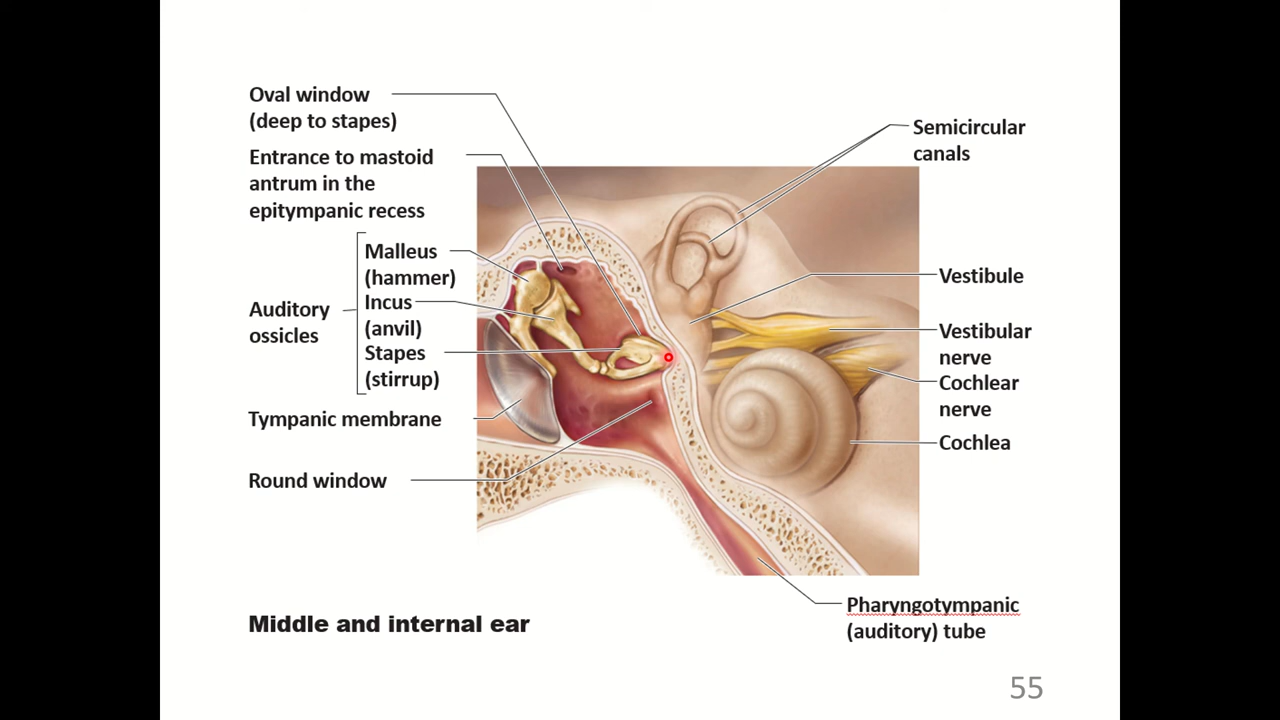 Oval window
(deep to stapes)
Entrance to mastoid
antrum in the
epitympanic recess
Auditory
ossicles
Malleus
(hammer)
Incus
(anvil)
Stapes
(stirrup)
Tympanic membrane
Round window
Semicircular
canals
Vestibule
Vestibular
nerve
Cochlear
nerve
Cochlea
Pharyngotympanic
(auditory) tube
Middle and internal ear
55